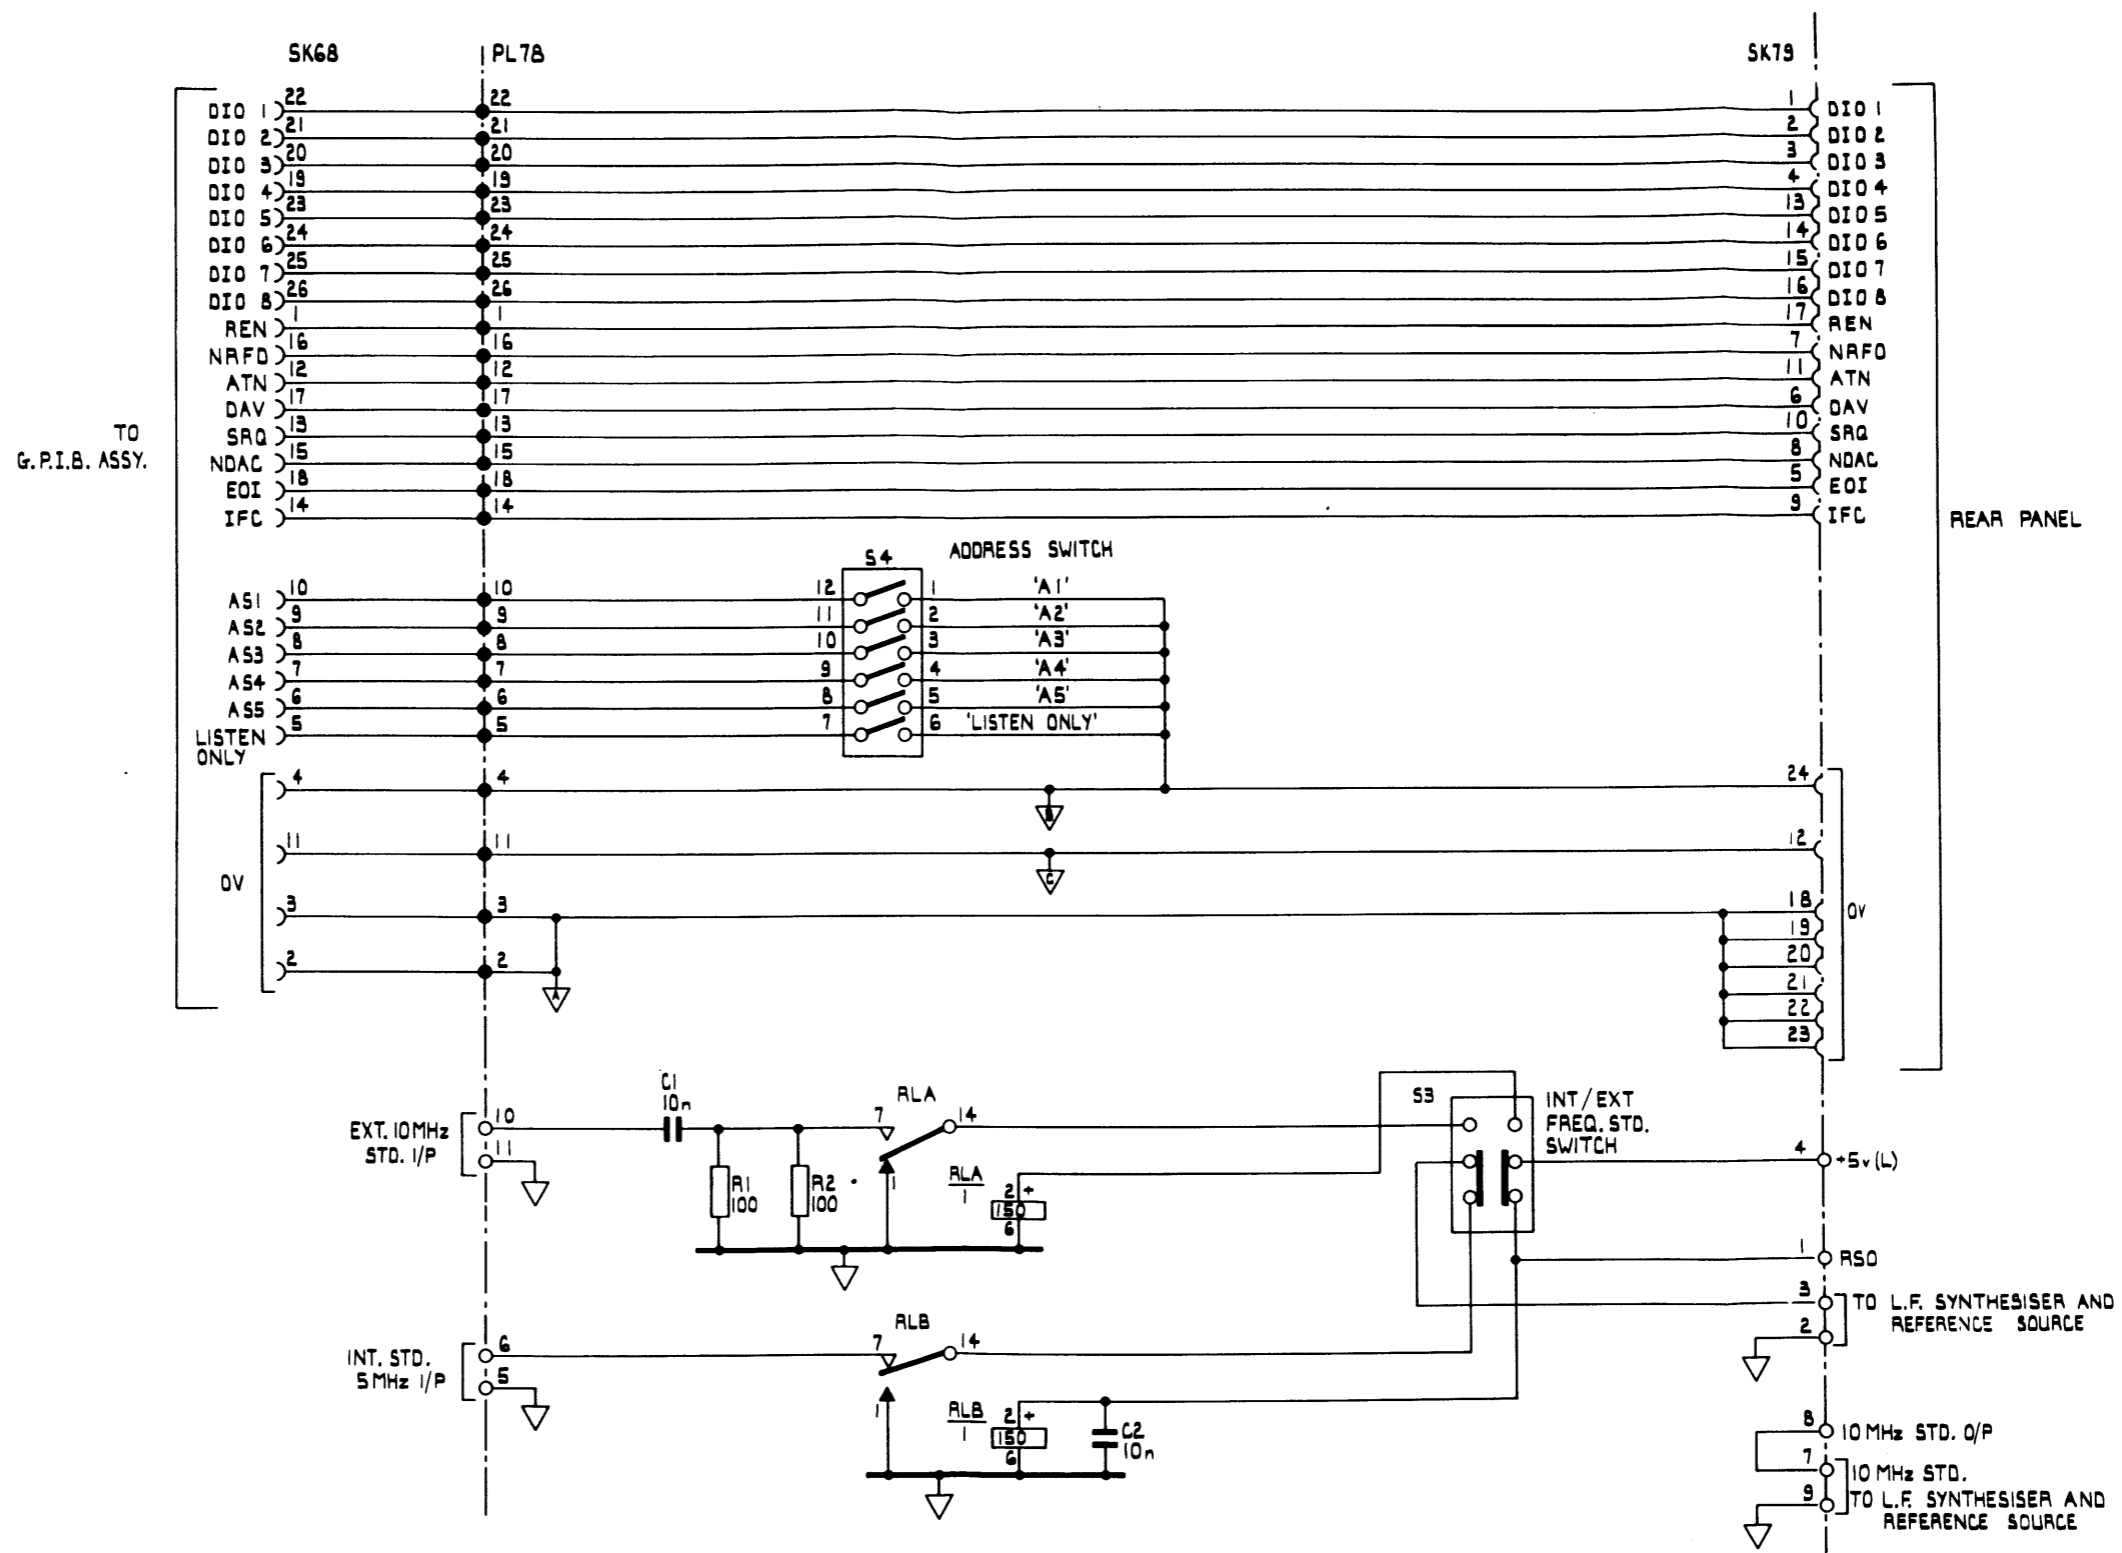 SK68 PL78 SK79
DIO 1 22 22 1 DIO 1
DIO 2 21 21 2 DIO 2
DIO 3 20 20 3 DIO 3
DIO 4 19 19 4 DIO 4
DIO 5 23 23 13 DIO 5
DIO 6 24 24 14 DIO 6
DIO 7 25 25 15 DIO 7
DIO 8 26 26 16 DIO 8
REN 1 1 17 REN
NRFD 16 16 7 NRFD
ATN 12 12 11 ATN
DAV 17 17 6 DAV
SRQ 13 13 10 SRQ
NDAC 15 15 8 NDAC
EOI 18 18 5 EOI
IFC 14 14 9 IFC
TO
G.P.I.B. ASSY.
REAR PANEL
S4 ADDRESS SWITCH
AS1 10 10 12 1 'A1'
AS2 9 9 11 2 'A2'
AS3 8 8 10 3 'A3'
AS4 7 7 9 4 'A4'
AS5 6 6 8 5 'A5'
LISTEN ONLY 5 5 7 6 'LISTEN ONLY'
4 4 24
11 11 12
C
0V
3 3 18 0V
19
20
2 2
A
21
22
23
EXT. 10MHz
STD. I/P
10
11
C1
10n
R1
100
R2
100
RLA
7 14
1
RLA
1
2 +
150
6
S3
INT/EXT
FREQ. STD.
SWITCH
4 +5v(L)
1 RSO
3 TO L.F. SYNTHESISER AND
2 REFERENCE SOURCE
INT. STD.
5MHz I/P
6
5
RLB
7 14
1
RLB
1
2 +
150
6
C2
10n
8 10MHz STD. O/P
7 10MHz STD.
9 TO L.F. SYNTHESISER AND
REFERENCE SOURCE